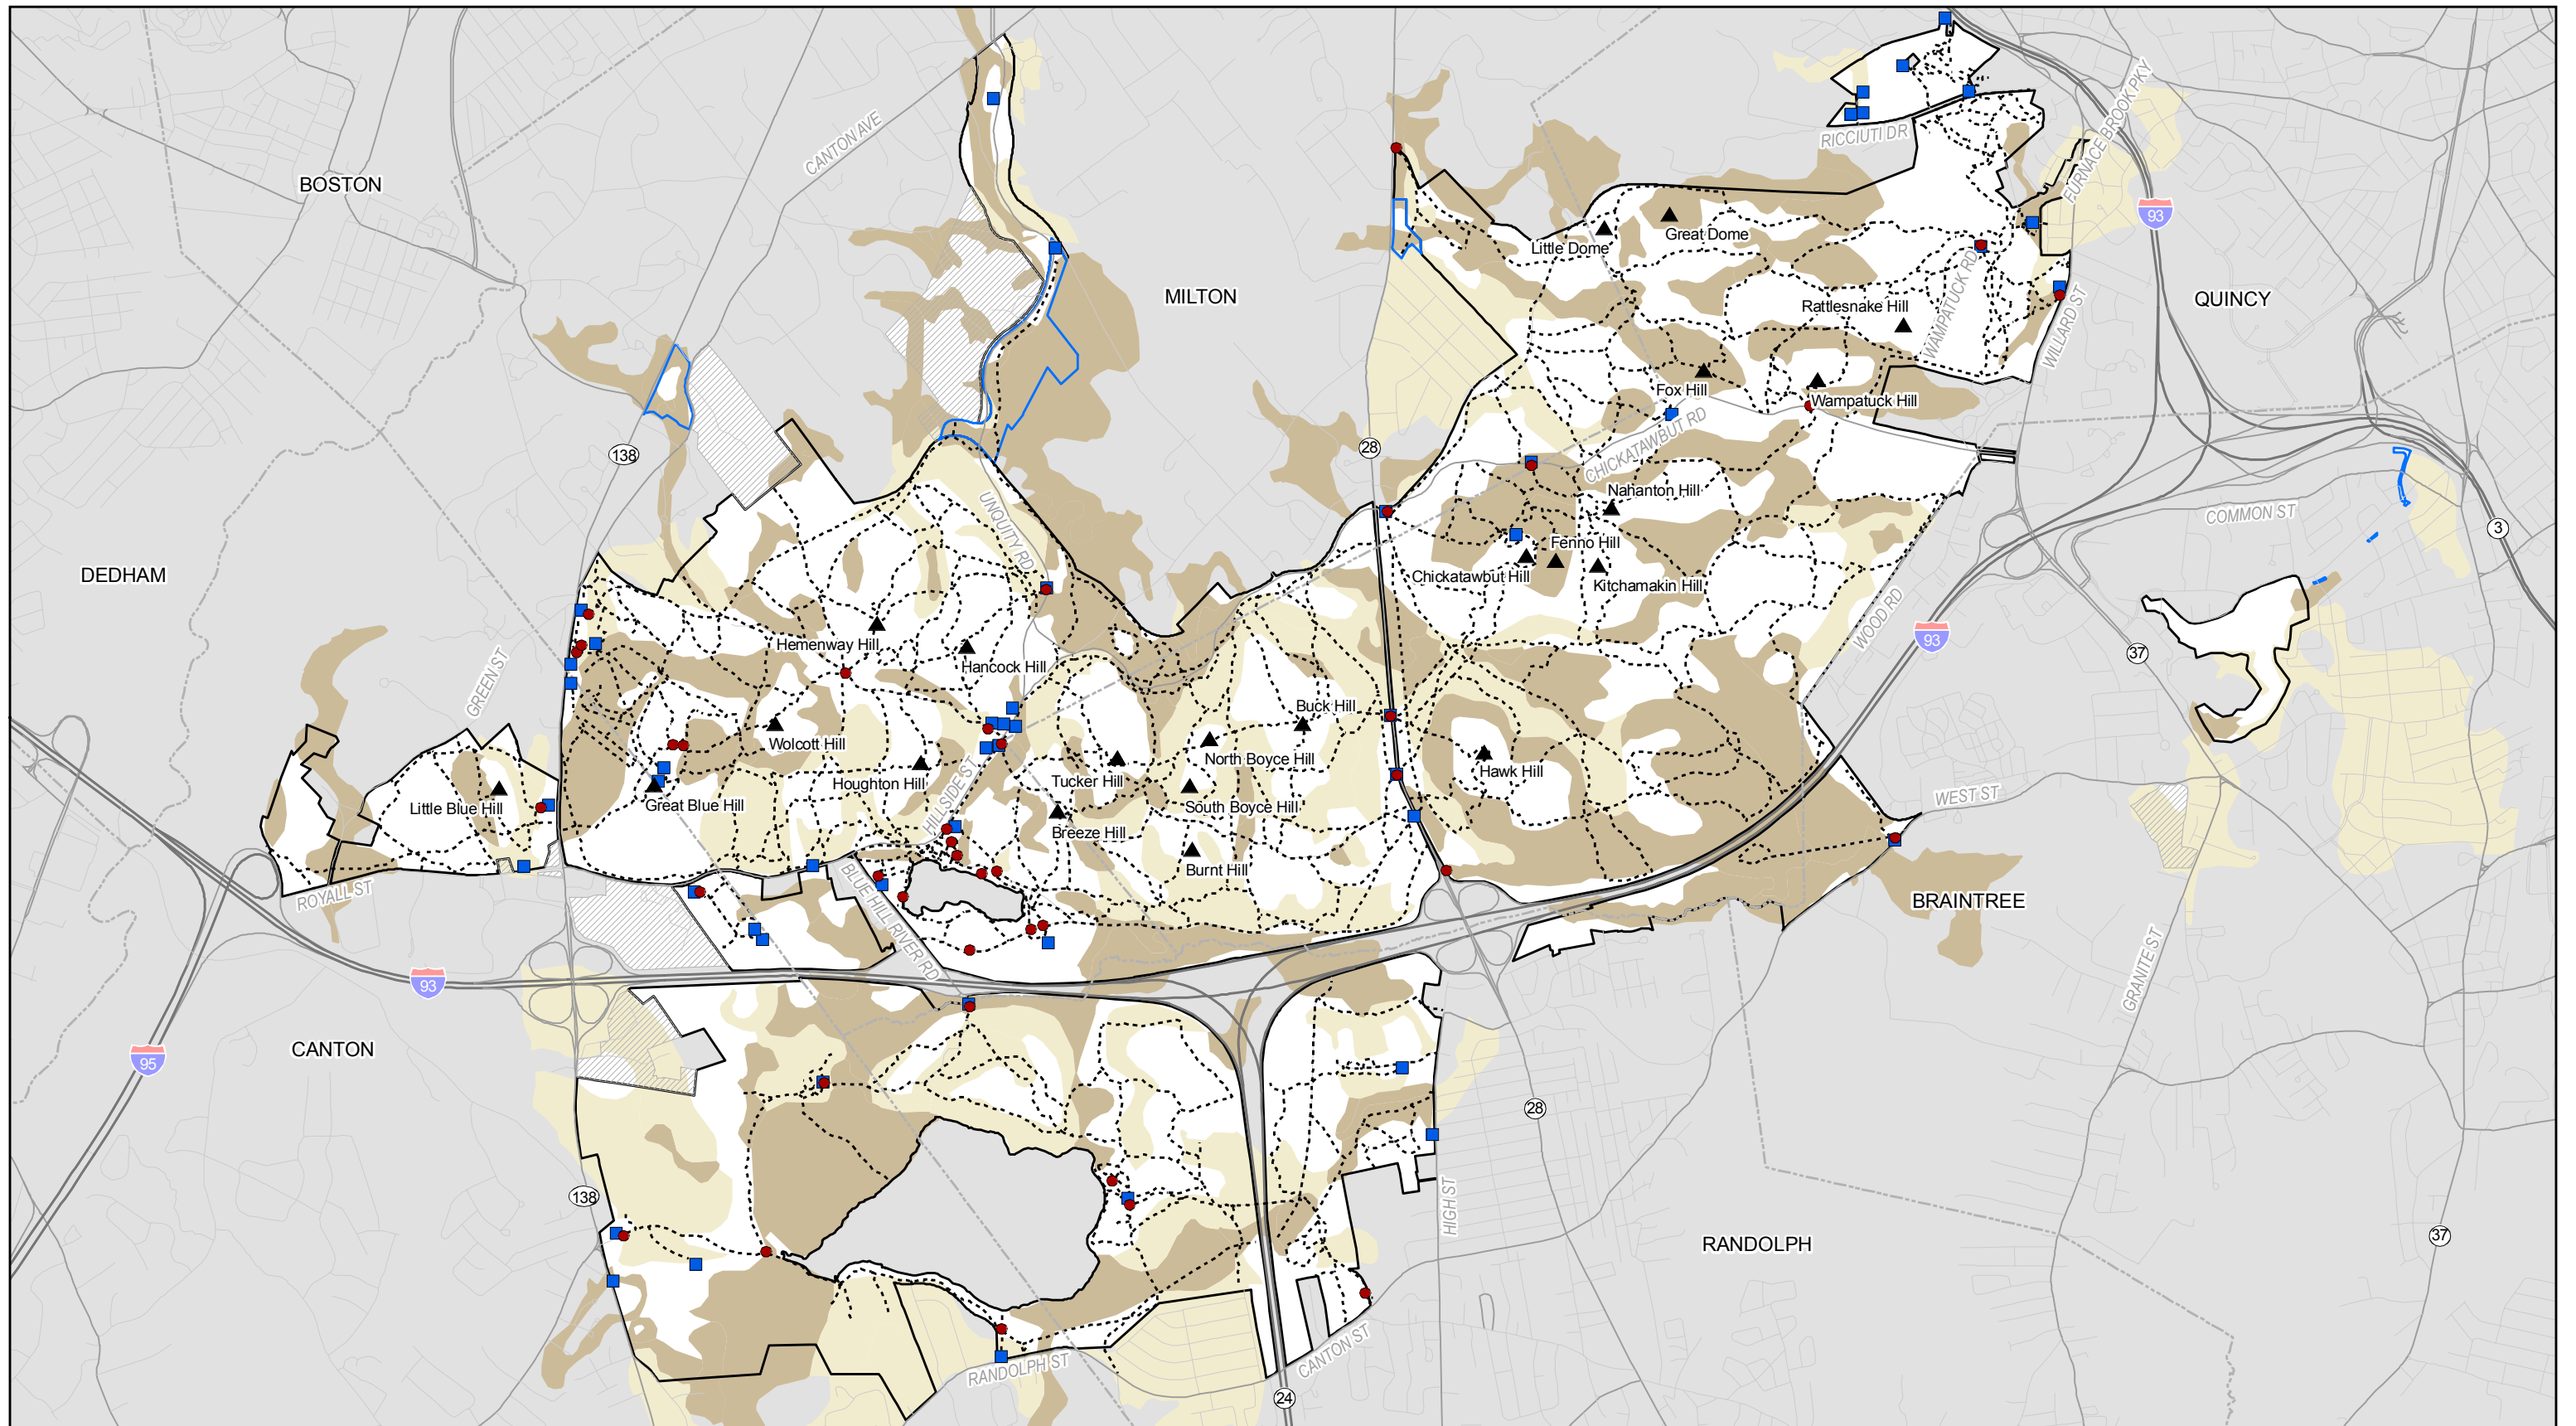 CANTON AVE
BOSTON
RICCIUTI DR
FURNACE BROOK PKY
93
Little Dome
Great Dome
MILTON
QUINCY
Rattlesnake Hill
WAMPATUCK RD
WILLARD ST
Fox Hill
Wampatuck Hill
138
28
CHICKATAWBUT RD
Nahanton Hill
UNQUITY RD
COMMON ST
3
Fenno Hill
DEDHAM
Chickatawbut Hill
Kitchamakin Hill
WOOD RD
93
37
Hemenway Hill
Hancock Hill
GREEN ST
Buck Hill
Wolcott Hill
North Boyce Hill
Hawk Hill
Houghton Hill
Tucker Hill
HILLSIDE ST
WEST ST
Little Blue Hill
Great Blue Hill
South Boyce Hill
Breeze Hill
Burnt Hill
ROYALL ST
BLUE HILL RIVER RD
BRAINTREE
93
GRANITE ST
CANTON
95
28
138
HIGH ST
RANDOLPH
37
CANTON ST
RANDOLPH ST
24